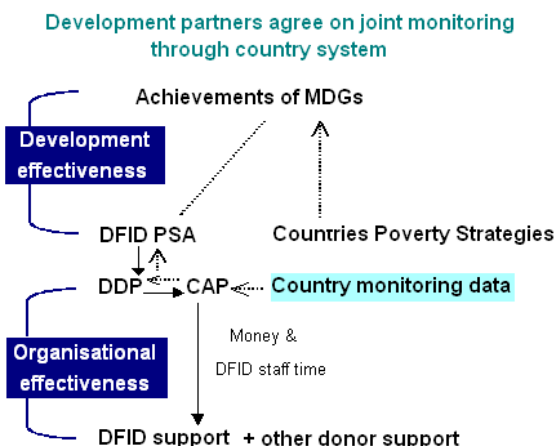 Development partners agree on joint monitoring
through country system
Achievements of MDGs
Development
effectiveness
DFID PSA
Countries Poverty Strategies
DDP
CAP
Country monitoring data
Money &
DFID staff time
Organisational
effectiveness
DFID support + other donor support